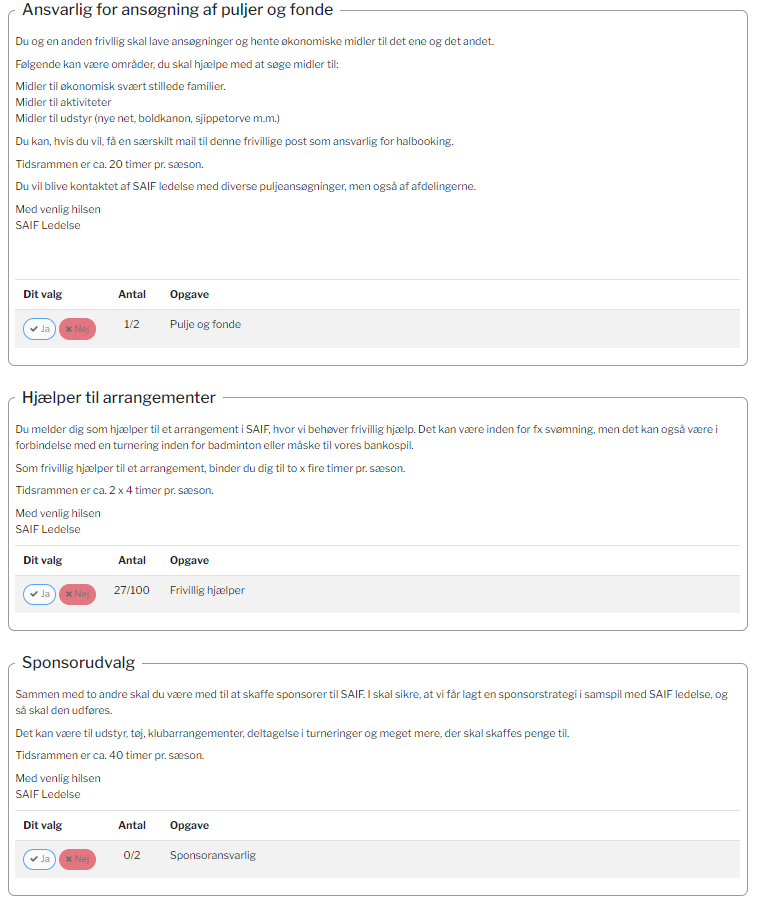 Ansvarlig for ansøgning af puljer og fonde
Du og en anden frivllig skal lave ansøgninger og hente økonomiske midler til det ene og det andet.
Følgende kan være områder, du skal hjælpe med at søge midler til:
Midler til økonomisk svært stillede familier.
Midler til aktiviteter
Midler til udstyr (nye net, boldkanon, sjippetorve m.m.)
Du kan, hvis du vil, få en særskilt mail til denne frivillige post som ansvarlig for halbooking.
Tidsrammen er ca. 20 timer pr. sæson.
Du vil blive kontaktet af SAIF ledelse med diverse puljeansøgninger, men også af afdelingerne.
Med venlig hilsen
SAIF Ledelse
Dit valg Antal Opgave
Ja Nej 1/2 Pulje og fonde
Hjælper til arrangementer
Du melder dig som hjælper til et arrangement i SAIF, hvor vi behøver frivillig hjælp. Det kan være inden for fx svømning, men det kan også være i
forbindelse med en turnering inden for badminton eller måske til vores bankospil.
Som frivillig hjælper til et arrangement, binder du dig til to x fire timer pr. sæson.
Tidsrammen er ca. 2 x 4 timer pr. sæson.
Med venlig hilsen
SAIF Ledelse
Dit valg Antal Opgave
Ja Nej 27/100 Frivillig hjælper
Sponsorudvalg
Sammen med to andre skal du være med til at skaffe sponsorer til SAIF. I skal sikre, at vi får lagt en sponsorstrategi i samspil med SAIF ledelse, og
så skal den udføres.
Det kan være til udstyr, tøj, klubarrangementer, deltagelse i turneringer og meget mere, der skal skaffes penge til.
Tidsrammen er ca. 40 timer pr. sæson.
Med venlig hilsen
SAIF Ledelse
Dit valg Antal Opgave
Ja Nej 0/2 Sponsoransvarlig